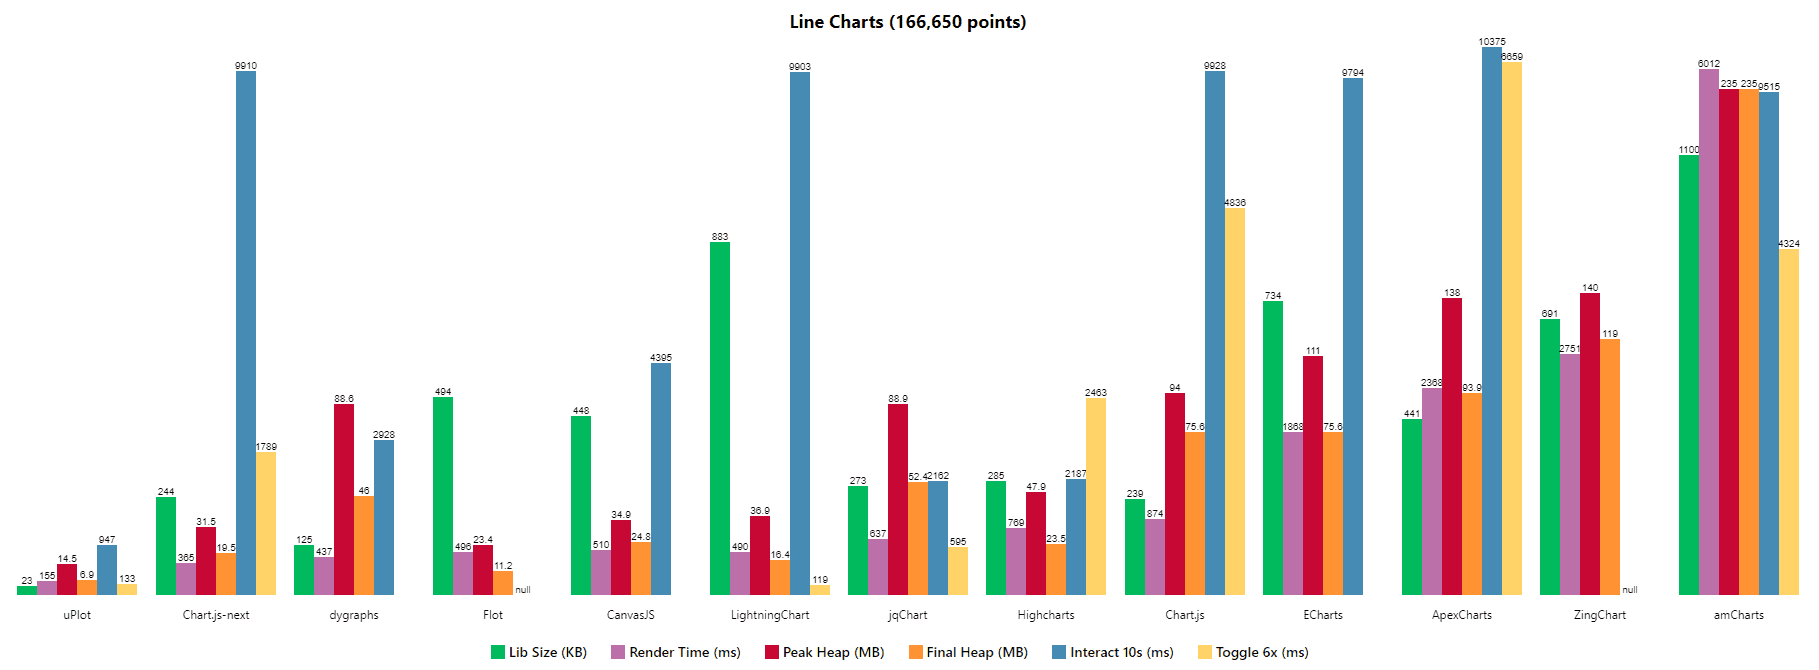 Line Charts (166,650 points)
23 155 14.5 6.9 947 133
244 365 31.5 19.5 9910 1789
125 437 88.6 46 2928
494 496 23.4 11.2 null
448 510 34.9 24.8 4395
883 490 36.9 16.4 9903 119
273 637 88.9 52.4 2162 595
285 769 47.9 23.5 2187 2463
239 874 94 75.6 9928 4836
734 1868 111 75.6 9794
441 2368 138 93.9 10375 6659
691 2751 140 119 null
1100 6012 235 235 9515 4324
uPlot Chart.js-next dygraphs Flot CanvasJS LightningChart jqChart Highcharts Chart.js ECharts ApexCharts ZingChart amCharts
Lib Size (KB) Render Time (ms) Peak Heap (MB) Final Heap (MB) Interact 10s (ms) Toggle 6x (ms)